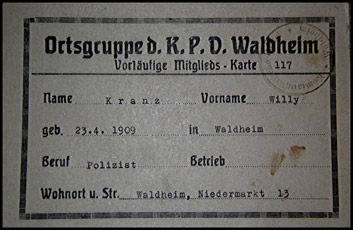 Ortsgruppe d. K. P. D. Waldheim
Vorläufige Mitglieds - Karte 117
Name Kranz Vorname Willy
geb. 23.4. 1909 in Waldheim
Beruf Polizist Betrieb
Wohnort u. Str. Waldheim, Niedermarkt 13